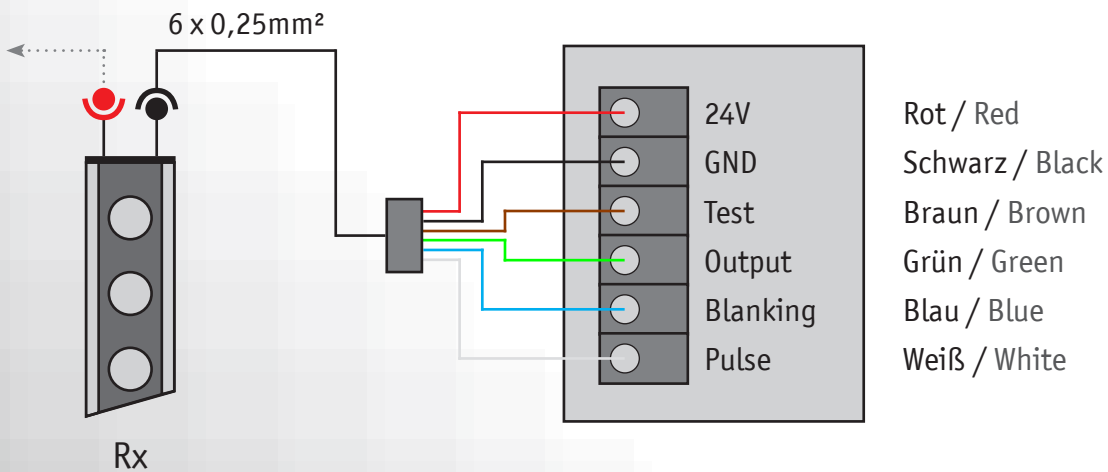 6 x 0,25mm²
24V Rot / Red
GND Schwarz / Black
Test Braun / Brown
Output Grün / Green
Blanking Blau / Blue
Pulse Weiß / White
Rx